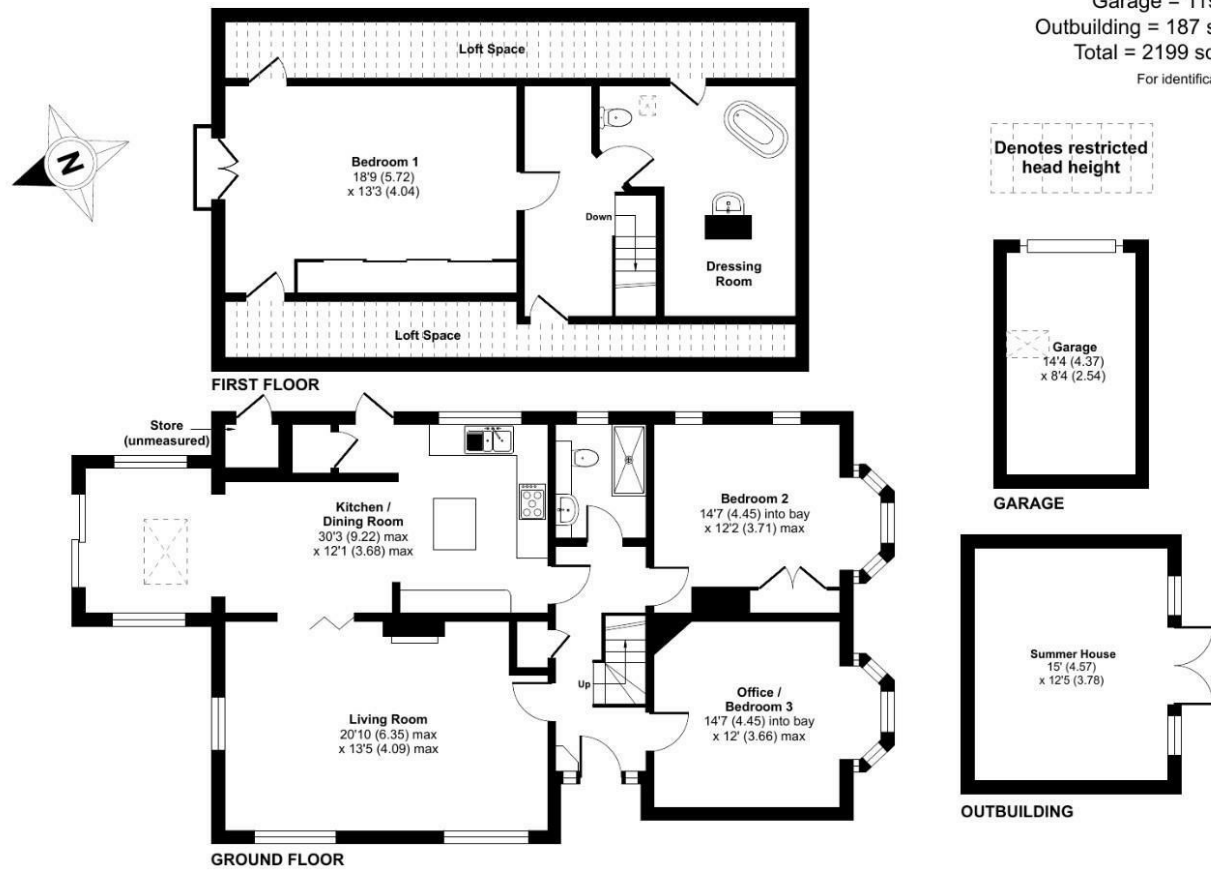 Garage = 119
Outbuilding = 187 s
Total = 2199 sq
For identifica
Loft Space
N
Bedroom 1
18'9 (5.72)
x 13'3 (4.04)
Down
Dressing
Room
Loft Space
FIRST FLOOR
Denotes restricted
head height
Garage
14'4 (4.37)
x 8'4 (2.54)
GARAGE
Store
(unmeasured)
Kitchen /
Dining Room
30'3 (9.22) max
x 12'1 (3.68) max
Bedroom 2
14'7 (4.45) into bay
x 12'2 (3.71) max
Living Room
20'10 (6.35) max
x 13'5 (4.09) max
Up
Office /
Bedroom 3
14'7 (4.45) into bay
x 12' (3.66) max
GROUND FLOOR
Summer House
15' (4.57)
x 12'5 (3.78)
OUTBUILDING